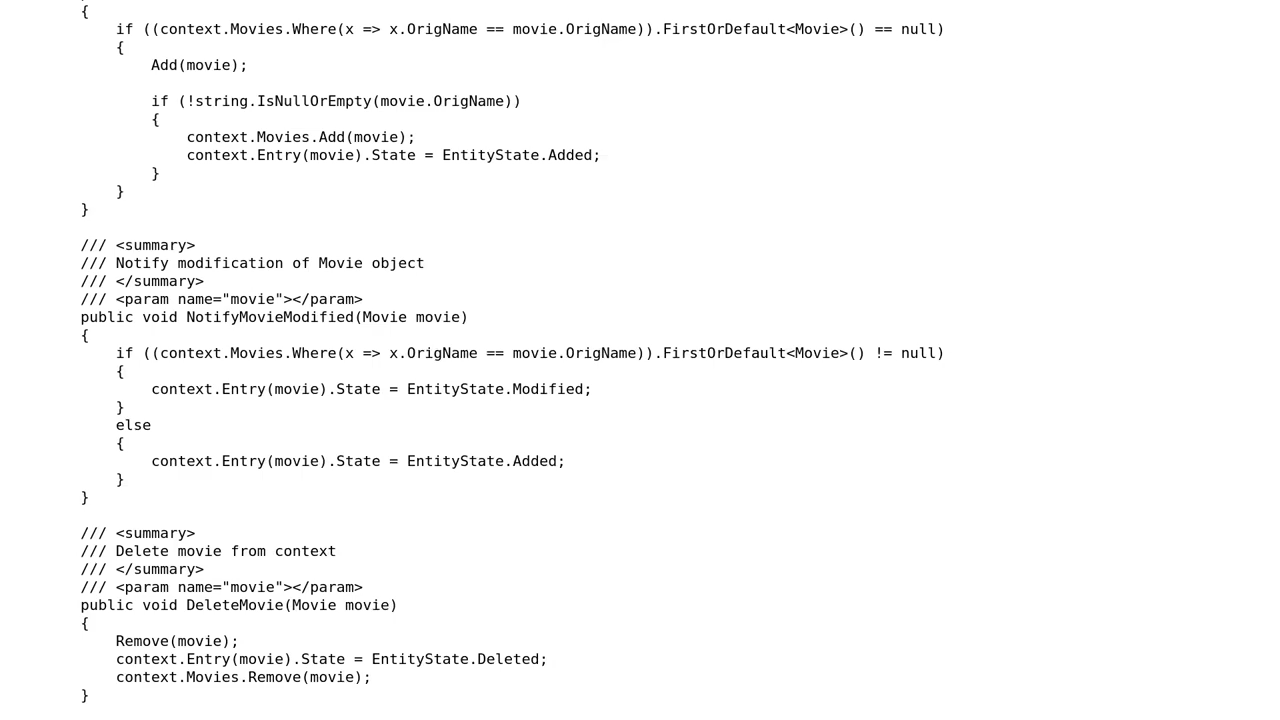 {
    if ((context.Movies.Where(x => x.OrigName == movie.OrigName)).FirstOrDefault<Movie>() == null)
    {
        Add(movie);

        if (!string.IsNullOrEmpty(movie.OrigName))
        {
            context.Movies.Add(movie);
            context.Entry(movie).State = EntityState.Added;
        }
    }
}

/// <summary>
/// Notify modification of Movie object
/// </summary>
/// <param name="movie"></param>
public void NotifyMovieModified(Movie movie)
{
    if ((context.Movies.Where(x => x.OrigName == movie.OrigName)).FirstOrDefault<Movie>() != null)
    {
        context.Entry(movie).State = EntityState.Modified;
    }
    else
    {
        context.Entry(movie).State = EntityState.Added;
    }
}

/// <summary>
/// Delete movie from context
/// </summary>
/// <param name="movie"></param>
public void DeleteMovie(Movie movie)
{
    Remove(movie);
    context.Entry(movie).State = EntityState.Deleted;
    context.Movies.Remove(movie);
}